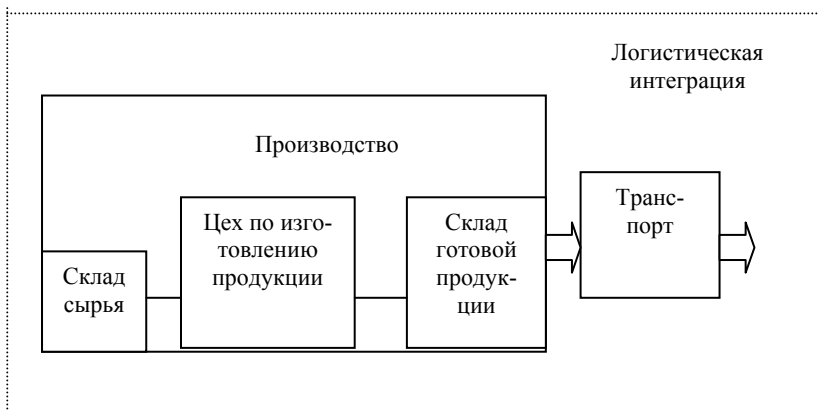 Логистическая
интеграция
Производство
Склад
сырья
Цех по изго-
товлению
продукции
Склад
готовой
продук-
ции
Транс-
порт